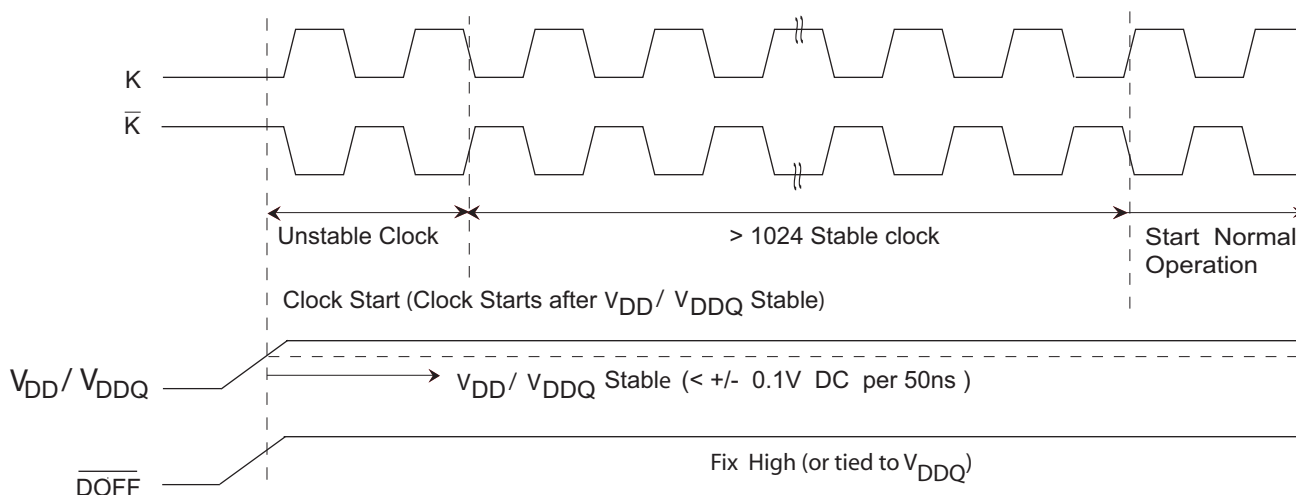 K
K̅
Unstable Clock
> 1024 Stable clock
Start Normal
Operation
Clock Start (Clock Starts after VDD / VDDQ Stable)
VDD / VDDQ
VDD / VDDQ Stable (< +/- 0.1V DC per 50ns )
Fix High (or tied to VDDQ)
DOFF